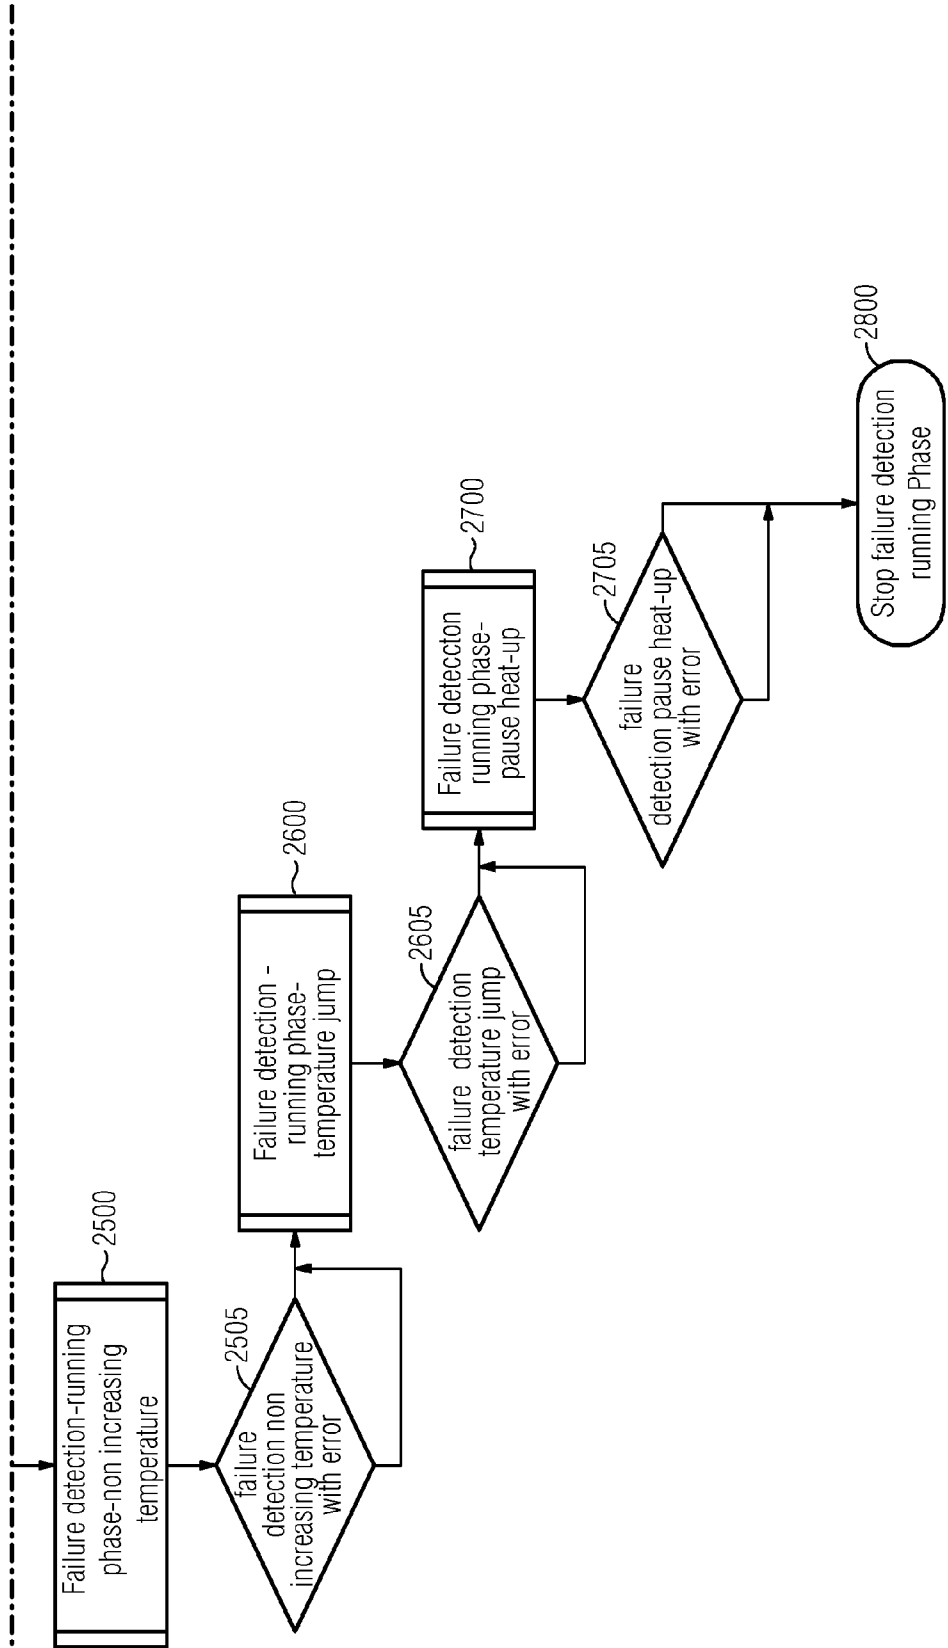 Failure detection-running
phase-non increasing
temperature
2500
failure
detection non
increasing temperature
with error
2505
Failure detection -
running phase-
temperature jump
2600
failure detection
temperature jump
with error
2605
Failure deteccton
running phase-
pause heat-up
2700
failure
detection pause heat-up
with error
2705
Stop failure detection
running Phase
2800